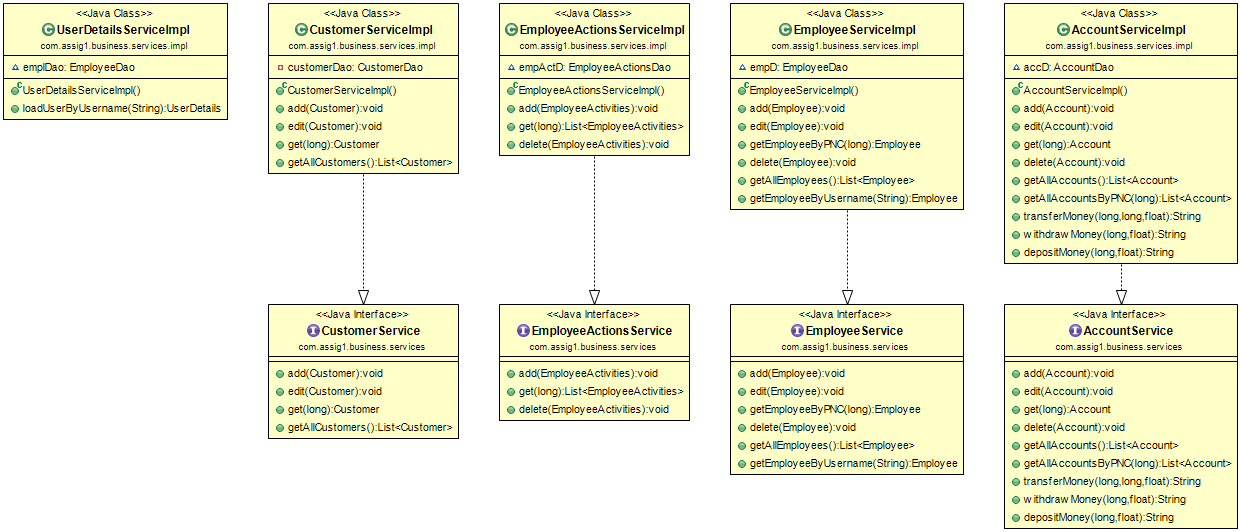 <<Java Class>>
UserDetailsServiceImpl
com.assig1.business.services.impl
emplDao: EmployeeDao
UserDetailsServiceImpl()
loadUserByUsername(String):UserDetails
<<Java Class>>
CustomerServiceImpl
com.assig1.business.services.impl
customerDao: CustomerDao
CustomerServiceImpl()
add(Customer):void
edit(Customer):void
get(long):Customer
getAllCustomers():List<Customer>
<<Java Class>>
EmployeeActionsServiceImpl
com.assig1.business.services.impl
empActD: EmployeeActionsDao
EmployeeActionsServiceImpl()
add(EmployeeActivities):void
get(long):List<EmployeeActivities>
delete(EmployeeActivities):void
<<Java Class>>
EmployeeServiceImpl
com.assig1.business.services.impl
empD: EmployeeDao
EmployeeServiceImpl()
add(Employee):void
edit(Employee):void
getEmployeeByPNC(long):Employee
delete(Employee):void
getAllEmployees():List<Employee>
getEmployeeByUsername(String):Employee
<<Java Class>>
AccountServiceImpl
com.assig1.business.services.impl
accD: AccountDao
AccountServiceImpl()
add(Account):void
edit(Account):void
get(long):Account
delete(Account):void
getAllAccounts():List<Account>
getAllAccountsByPNC(long):List<Account>
transferMoney(long,long,float):String
withdrawMoney(long,float):String
depositMoney(long,float):String
<<Java Interface>>
CustomerService
com.assig1.business.services
add(Customer):void
edit(Customer):void
get(long):Customer
getAllCustomers():List<Customer>
<<Java Interface>>
EmployeeActionsService
com.assig1.business.services
add(EmployeeActivities):void
get(long):List<EmployeeActivities>
delete(EmployeeActivities):void
<<Java Interface>>
EmployeeService
com.assig1.business.services
add(Employee):void
edit(Employee):void
getEmployeeByPNC(long):Employee
delete(Employee):void
getAllEmployees():List<Employee>
getEmployeeByUsername(String):Employee
<<Java Interface>>
AccountService
com.assig1.business.services
add(Account):void
edit(Account):void
get(long):Account
delete(Account):void
getAllAccounts():List<Account>
getAllAccountsByPNC(long):List<Account>
transferMoney(long,long,float):String
withdrawMoney(long,float):String
depositMoney(long,float):String